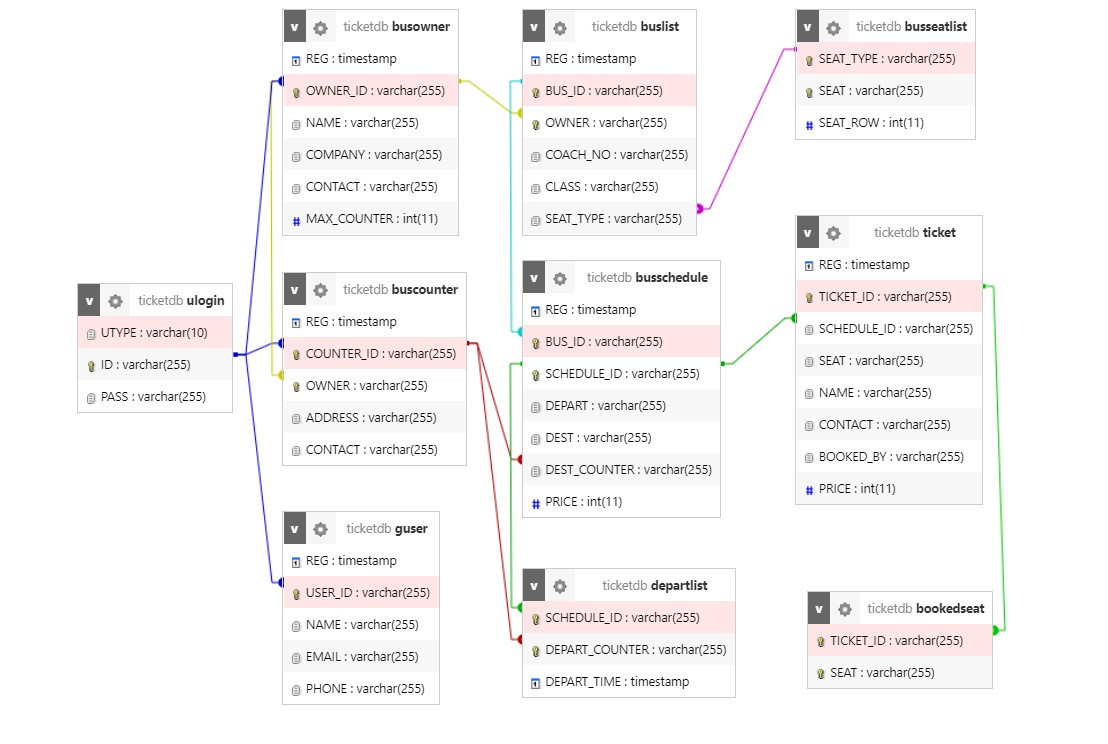 v ticketdb busowner
REG : timestamp
OWNER_ID : varchar(255)
NAME : varchar(255)
COMPANY : varchar(255)
CONTACT : varchar(255)
# MAX_COUNTER : int(11)
v ticketdb buslist
REG : timestamp
BUS_ID : varchar(255)
OWNER : varchar(255)
COACH_NO : varchar(255)
CLASS : varchar(255)
SEAT_TYPE : varchar(255)
v ticketdb busseatlist
SEAT_TYPE : varchar(255)
SEAT : varchar(255)
# SEAT_ROW : int(11)
v ticketdb ulogin
UTYPE : varchar(10)
ID : varchar(255)
PASS : varchar(255)
v ticketdb buscounter
REG : timestamp
COUNTER_ID : varchar(255)
OWNER : varchar(255)
ADDRESS : varchar(255)
CONTACT : varchar(255)
v ticketdb busschedule
REG : timestamp
BUS_ID : varchar(255)
SCHEDULE_ID : varchar(255)
DEPART : varchar(255)
DEST : varchar(255)
DEST_COUNTER : varchar(255)
# PRICE : int(11)
v ticketdb ticket
REG : timestamp
TICKET_ID : varchar(255)
SCHEDULE_ID : varchar(255)
SEAT : varchar(255)
NAME : varchar(255)
CONTACT : varchar(255)
BOOKED_BY : varchar(255)
# PRICE : int(11)
v ticketdb guser
REG : timestamp
USER_ID : varchar(255)
NAME : varchar(255)
EMAIL : varchar(255)
PHONE : varchar(255)
v ticketdb departlist
SCHEDULE_ID : varchar(255)
DEPART_COUNTER : varchar(255)
DEPART_TIME : timestamp
v ticketdb bookedseat
TICKET_ID : varchar(255)
SEAT : varchar(255)